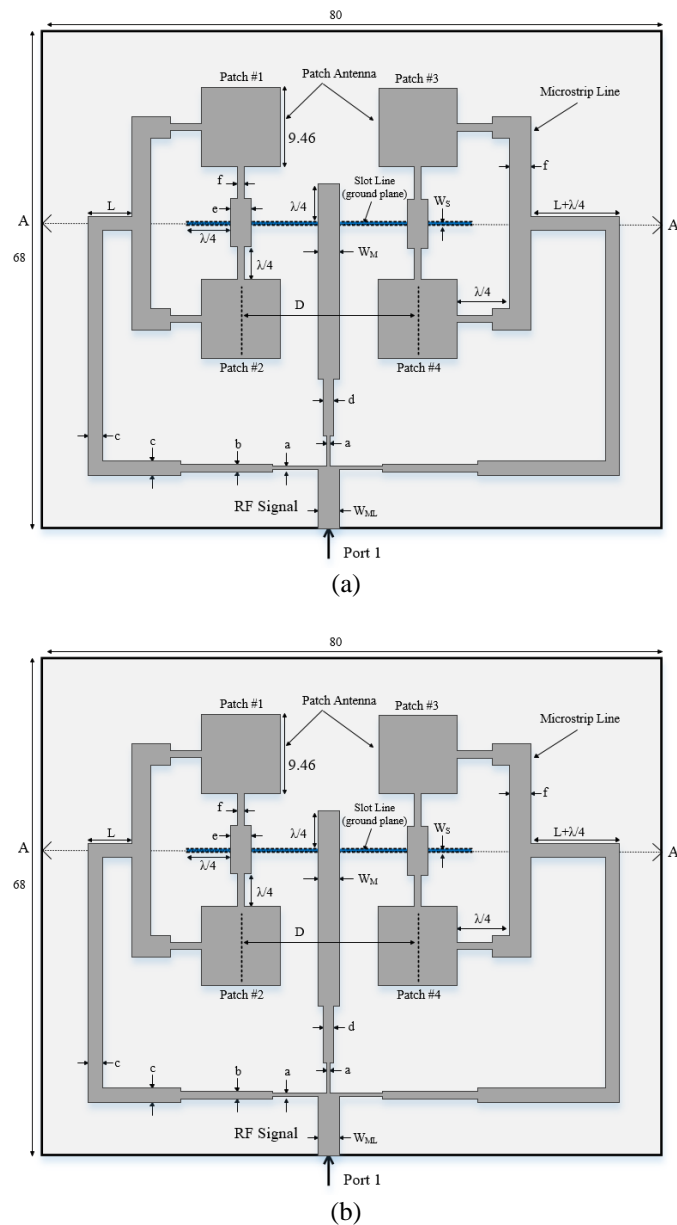 80
Patch #1
Patch Antenna
Patch #3
Microstrip Line
9.46
f
f
e
λ/4
Slot Line
(ground plane)
W_S
L
L+λ/4
A
A
λ/4
W_M
68
λ/4
λ/4
D
Patch #2
Patch #4
d
c
c
b
a
a
RF Signal
W_ML
Port 1
(a)
80
Patch #1
Patch Antenna
Patch #3
Microstrip Line
9.46
f
f
e
λ/4
Slot Line
(ground plane)
W_S
L
L+λ/4
A
A
λ/4
W_M
68
λ/4
λ/4
D
Patch #2
Patch #4
d
c
c
b
a
a
RF Signal
W_ML
Port 1
(b)